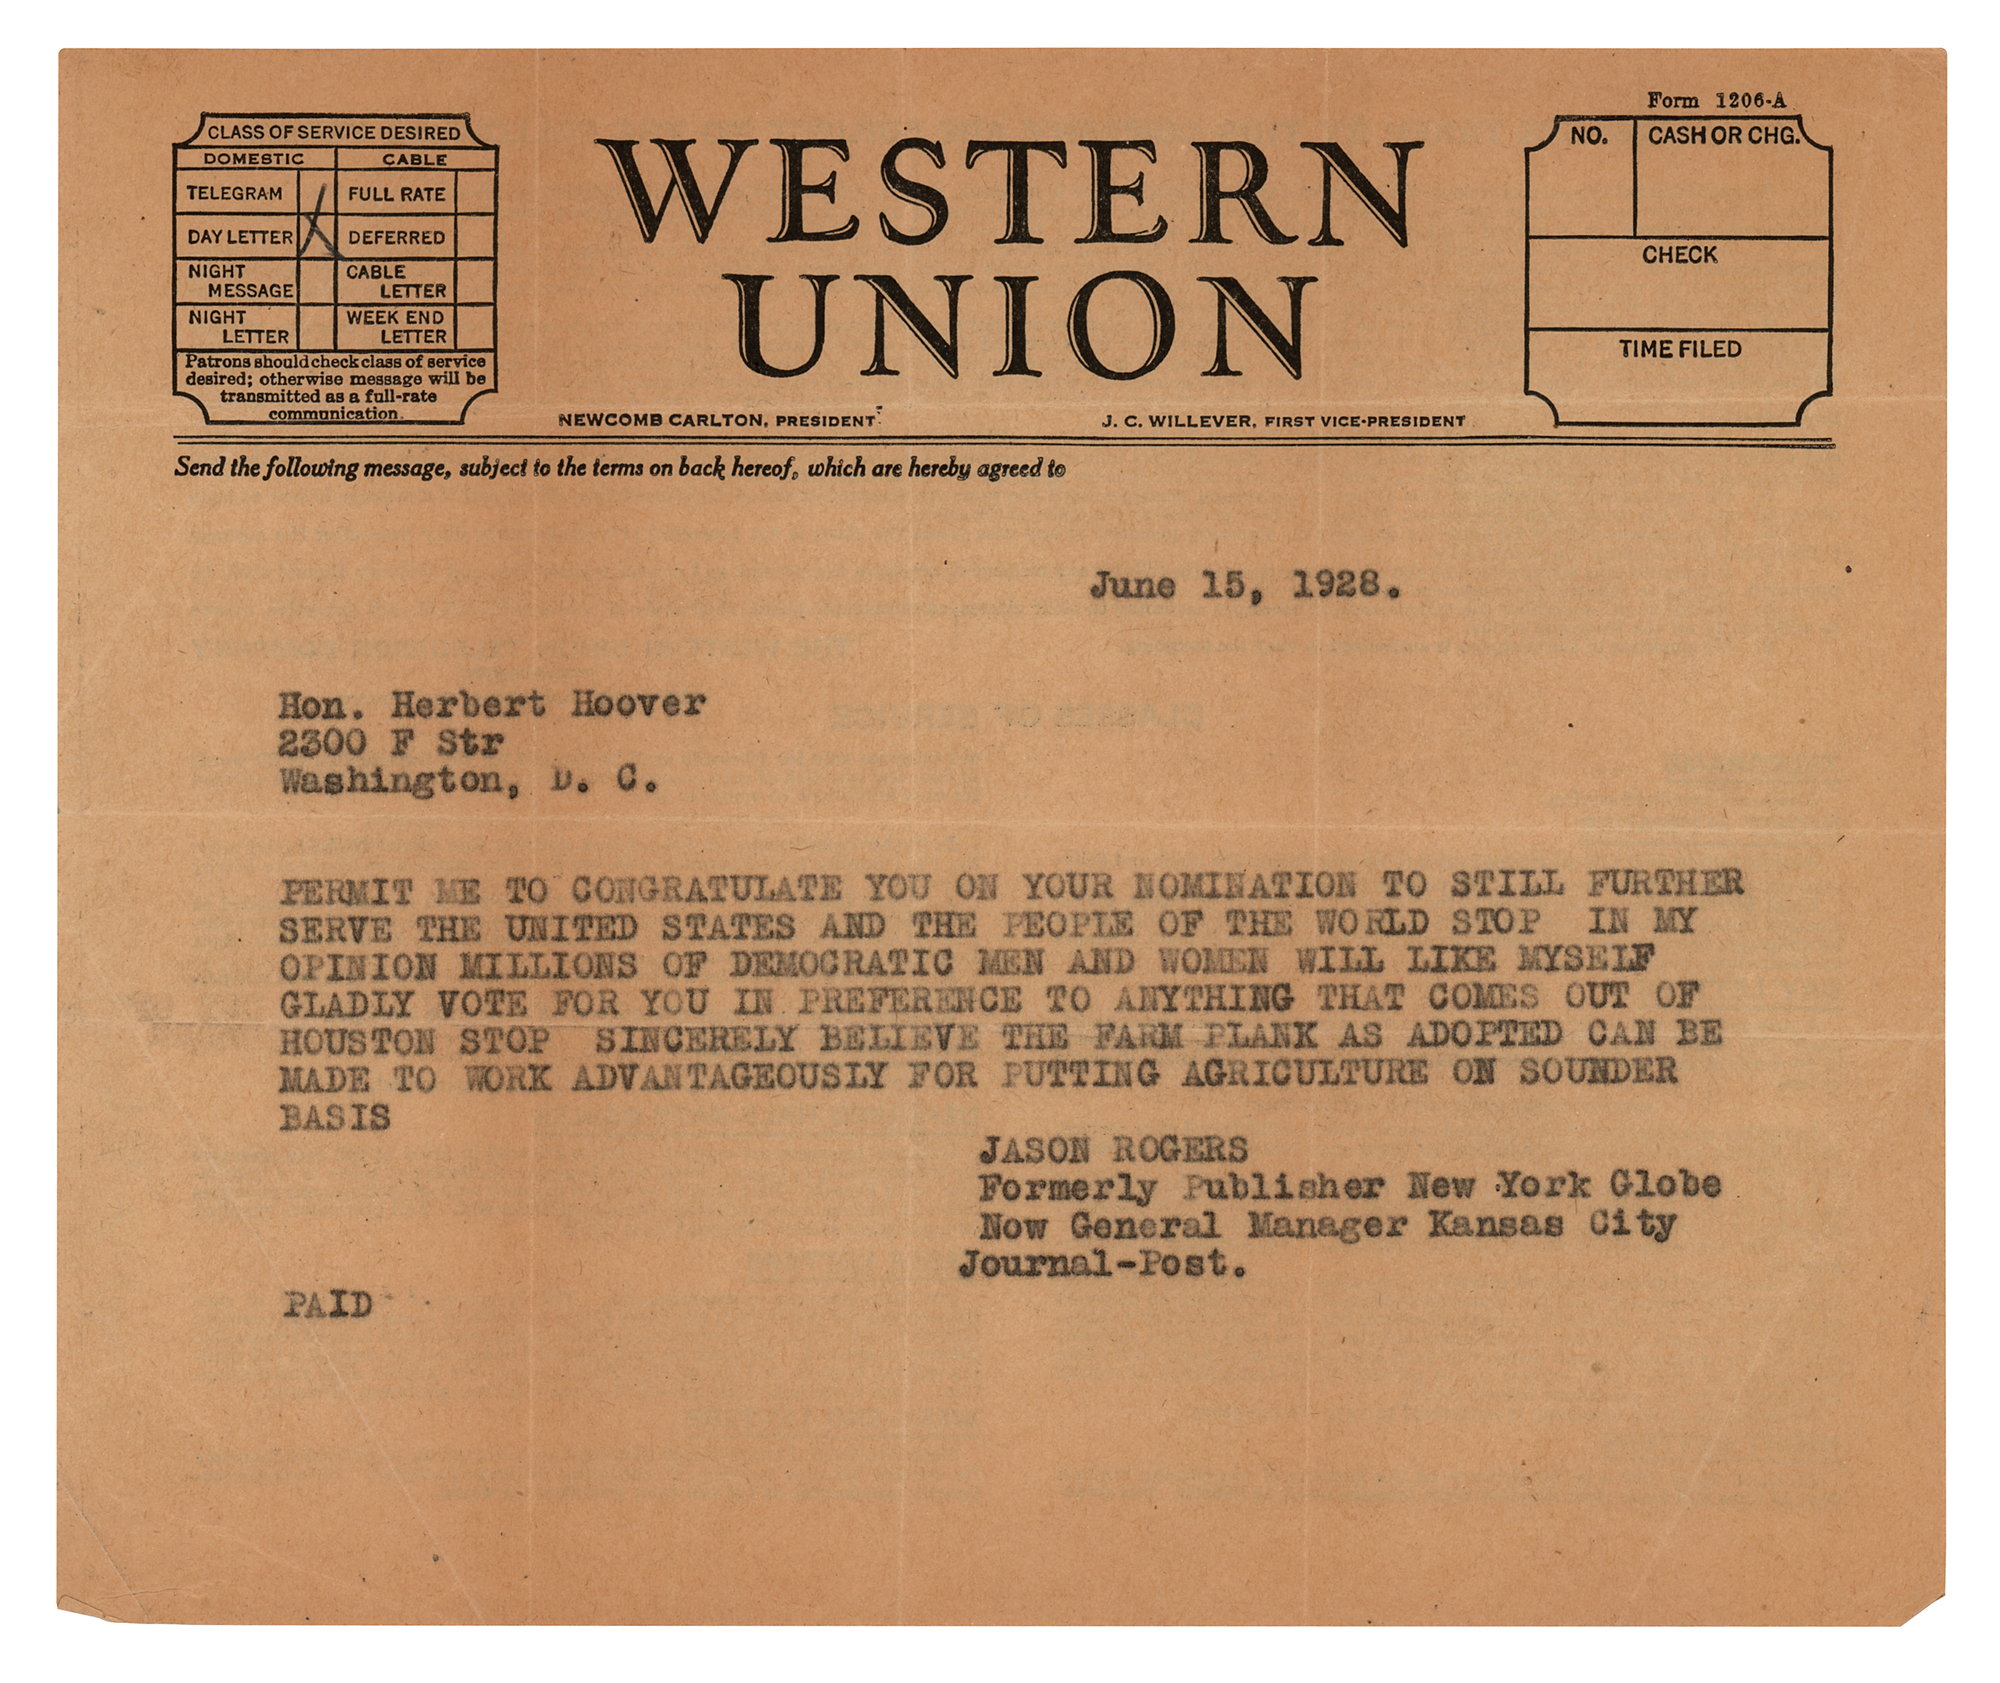 Form 1206-A
CLASS OF SERVICE DESIRED
DOMESTIC CABLE
TELEGRAM FULL RATE
DAY LETTER DEFERRED
NIGHT MESSAGE CABLE LETTER
NIGHT LETTER WEEK END LETTER
Patrons should check class of service
desired; otherwise message will be
transmitted as a full-rate
communication.
WESTERN
UNION
NEWCOMB CARLTON, PRESIDENT
J. C. WILLEVER, FIRST VICE-PRESIDENT
NO. CASH OR CHG.
CHECK
TIME FILED
Send the following message, subject to the terms on back hereof, which are hereby agreed to
June 15, 1928.
Hon. Herbert Hoover
2300 F Str
Washington, D. C.
PERMIT ME TO CONGRATULATE YOU ON YOUR NOMINATION TO STILL FURTHER
SERVE THE UNITED STATES AND THE PEOPLE OF THE WORLD STOP IN MY
OPINION MILLIONS OF DEMOCRATIC MEN AND WOMEN WILL LIKE MYSELF
GLADLY VOTE FOR YOU IN PREFERENCE TO ANYTHING THAT COMES OUT OF
HOUSTON STOP SINCERELY BELIEVE THE FARM PLANK AS ADOPTED CAN BE
MADE TO WORK ADVANTAGEOUSLY FOR PUTTING AGRICULTURE ON SOUNDER
BASIS
JASON ROGERS
Formerly Publisher New York Globe
Now General Manager Kansas City
Journal-Post.
PAID